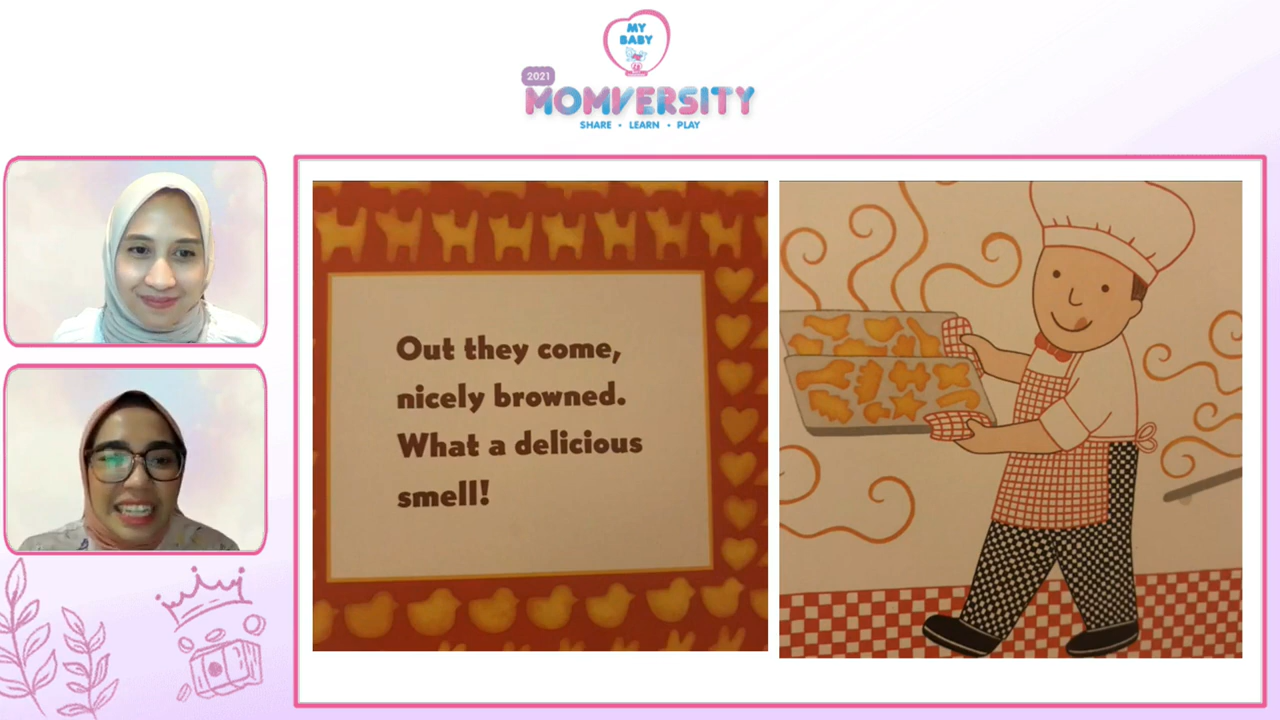 MY
BABY
2021
MOMVERSITY
SHARE • LEARN • PLAY
Out they come,
nicely browned.
What a delicious
smell!